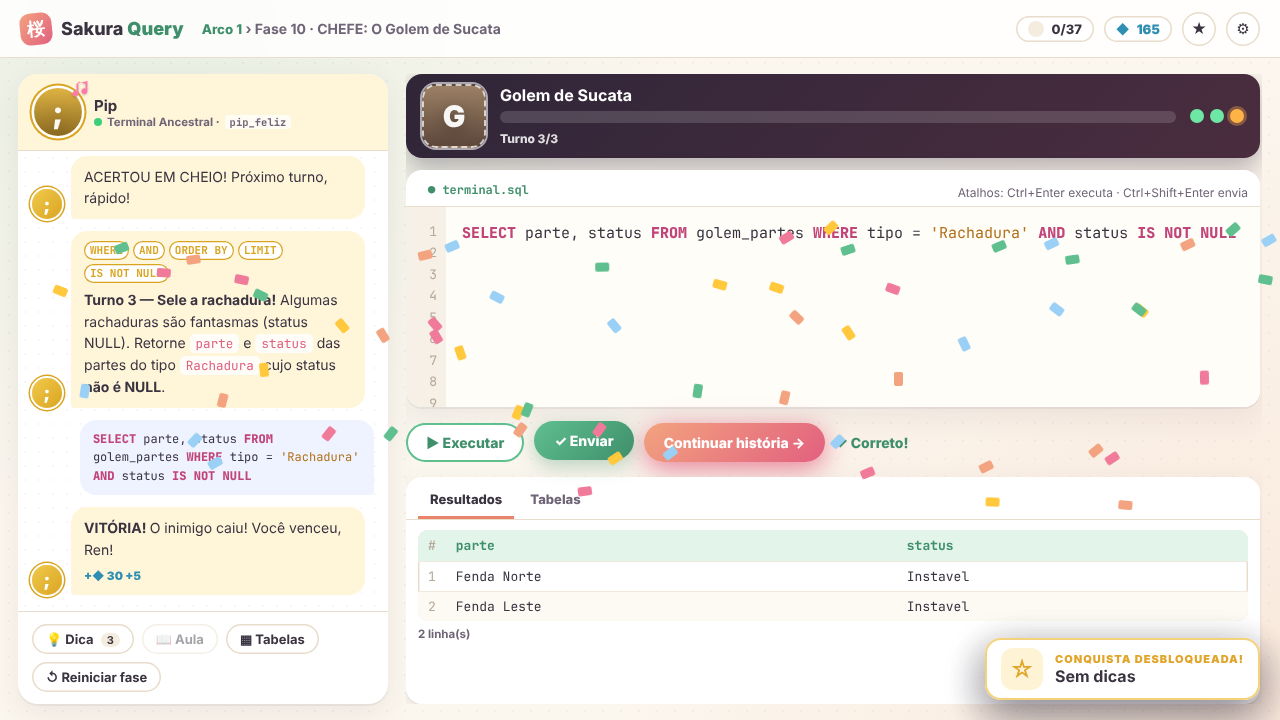 桜 Sakura Query Arco 1 › Fase 10 · CHEFE: O Golem de Sucata 0/37 165
Pip
Terminal Ancestral · pip_feliz
ACERTOU EM CHEIO! Próximo turno,
rápido!
WHERE AND ORDER BY LIMIT
IS NOT NULL
Turno 3 — Sele a rachadura! Algumas
rachaduras são fantasmas (status
NULL). Retorne parte e status das
partes do tipo Rachadura cujo status
não é NULL.
SELECT parte, status FROM
golem_partes WHERE tipo = 'Rachadura'
AND status IS NOT NULL
VITÓRIA! O inimigo caiu! Você venceu,
Ren!
+◆ 30 +5
💡 Dica 3 📖 Aula ▦ Tabelas
↺ Reiniciar fase
G
Golem de Sucata
Turno 3/3
terminal.sql Atalhos: Ctrl+Enter executa · Ctrl+Shift+Enter envia
1 SELECT parte, status FROM golem_partes WHERE tipo = 'Rachadura' AND status IS NOT NULL
2
3
4
5
7
8
9
▶ Executar ✓ Enviar Continuar história → Correto!
Resultados Tabelas
# parte status
1 Fenda Norte Instavel
2 Fenda Leste Instavel
2 linha(s)
CONQUISTA DESBLOQUEADA!
Sem dicas